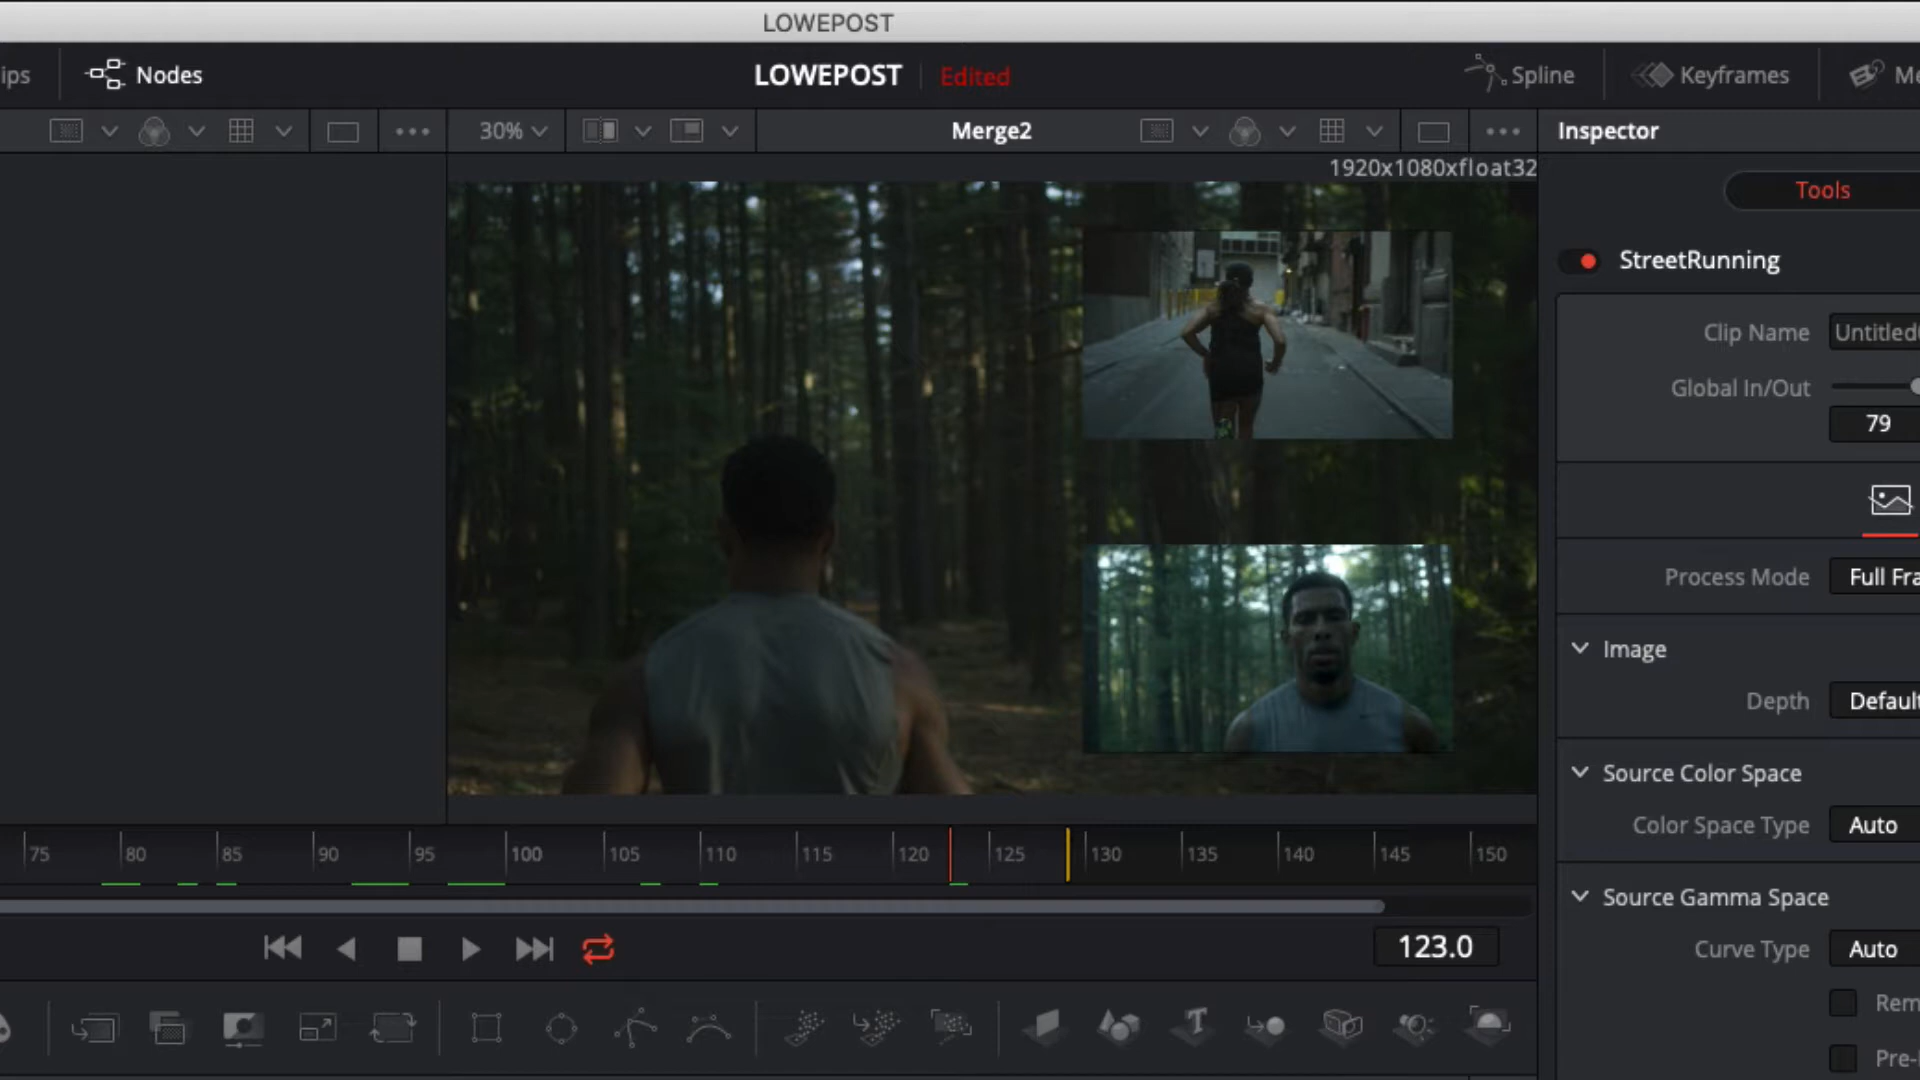 LOWEPOST
ips
Nodes
LOWEPOST
Edited
Spline
Keyframes
Me
30%
Merge2
Inspector
1920x1080xfloat32
Tools
StreetRunning
Clip Name
Untitled
Global In/Out
79
Process Mode
Full Fra
Image
Depth
Default
Source Color Space
Color Space Type
Auto
75 80 85 90 95 100 105 110 115 120 125 130 135 140 145 150
Source Gamma Space
123.0
Curve Type
Auto
Rem
Pre-